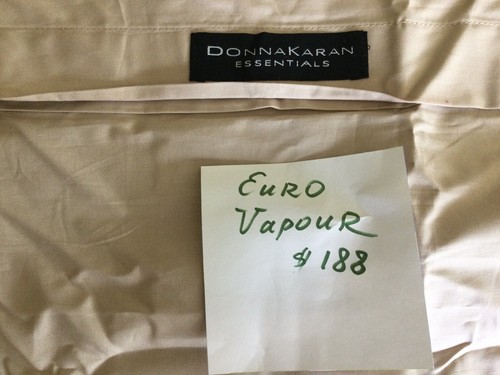 DONNAKARAN
ESSENTIALS
EURO
VapouR
$188